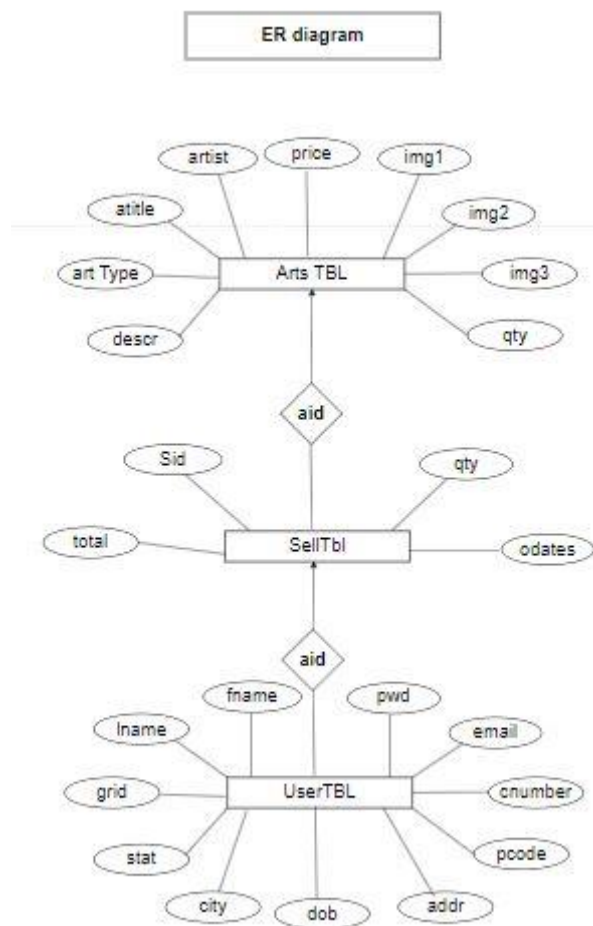 ER diagram
artist
price
img1
atitle
img2
art Type
Arts TBL
img3
descr
qty
aid
Sid
qty
total
SellTbl
odates
aid
fname
pwd
lname
email
grid
UserTBL
cnumber
stat
pcode
city
dob
addr